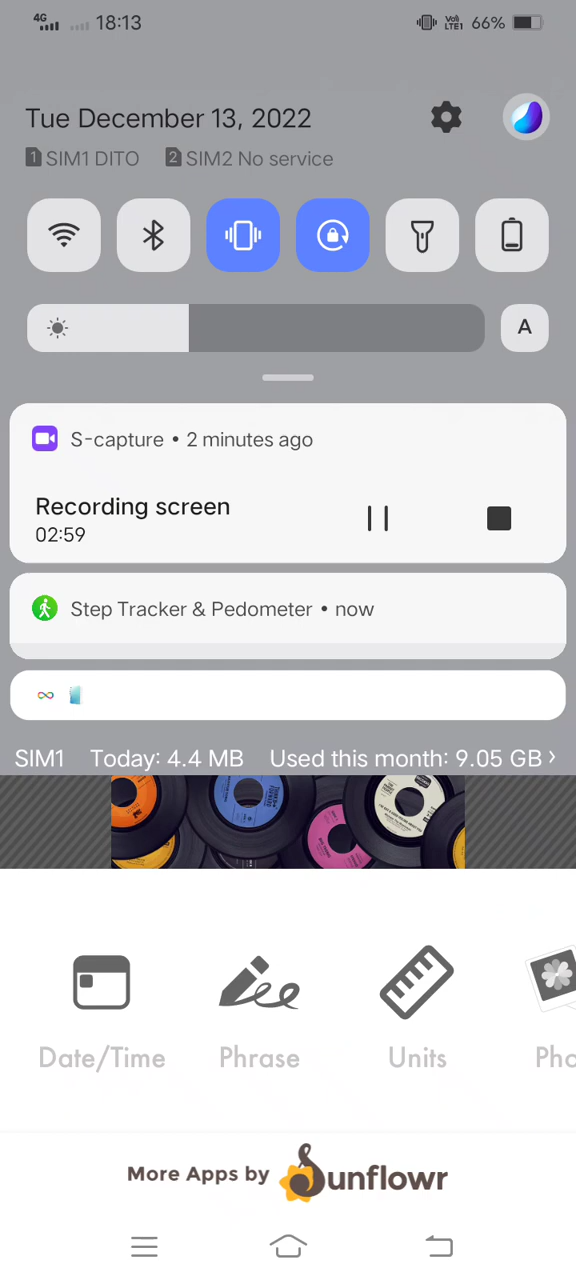 4G 18:13 Vo)) LTE1 66%
Tue December 13, 2022
1 SIM1 DITO 2 SIM2 No service
A
S-capture • 2 minutes ago
Recording screen
02:59
Step Tracker & Pedometer • now
SIM1 Today: 4.4 MB Used this month: 9.05 GB ›
Date/Time Phrase Units Pho
More Apps by Sunflowr